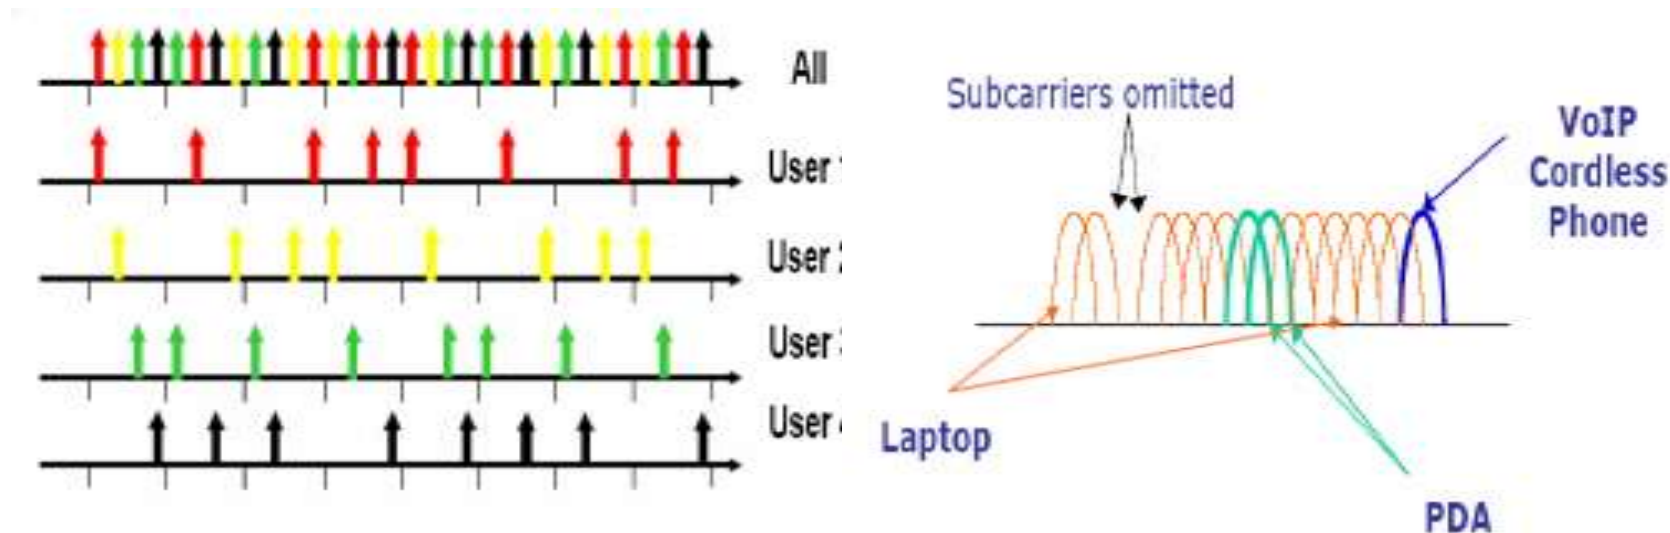 All
User
User
User
User
Subcarriers omitted
VoIP
Cordless
Phone
Laptop
PDA